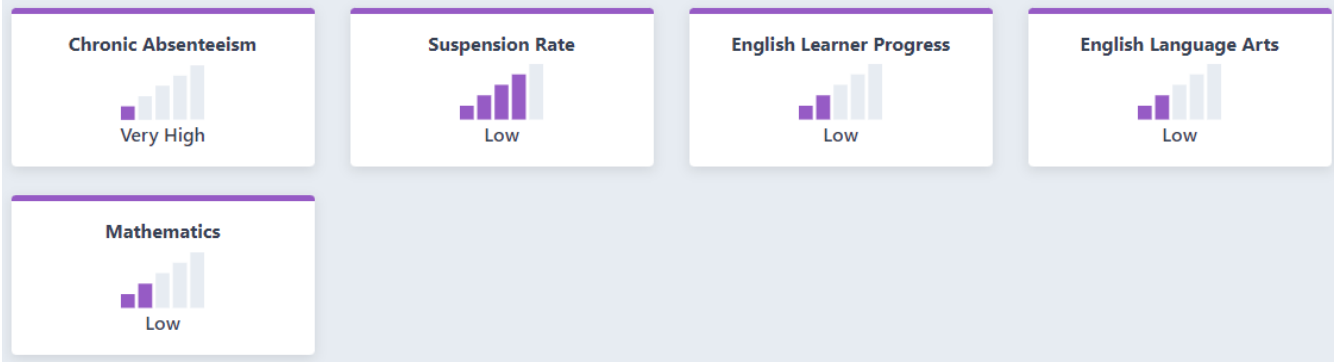 Chronic Absenteeism
Very High
Suspension Rate
Low
English Learner Progress
Low
English Language Arts
Low
Mathematics
Low